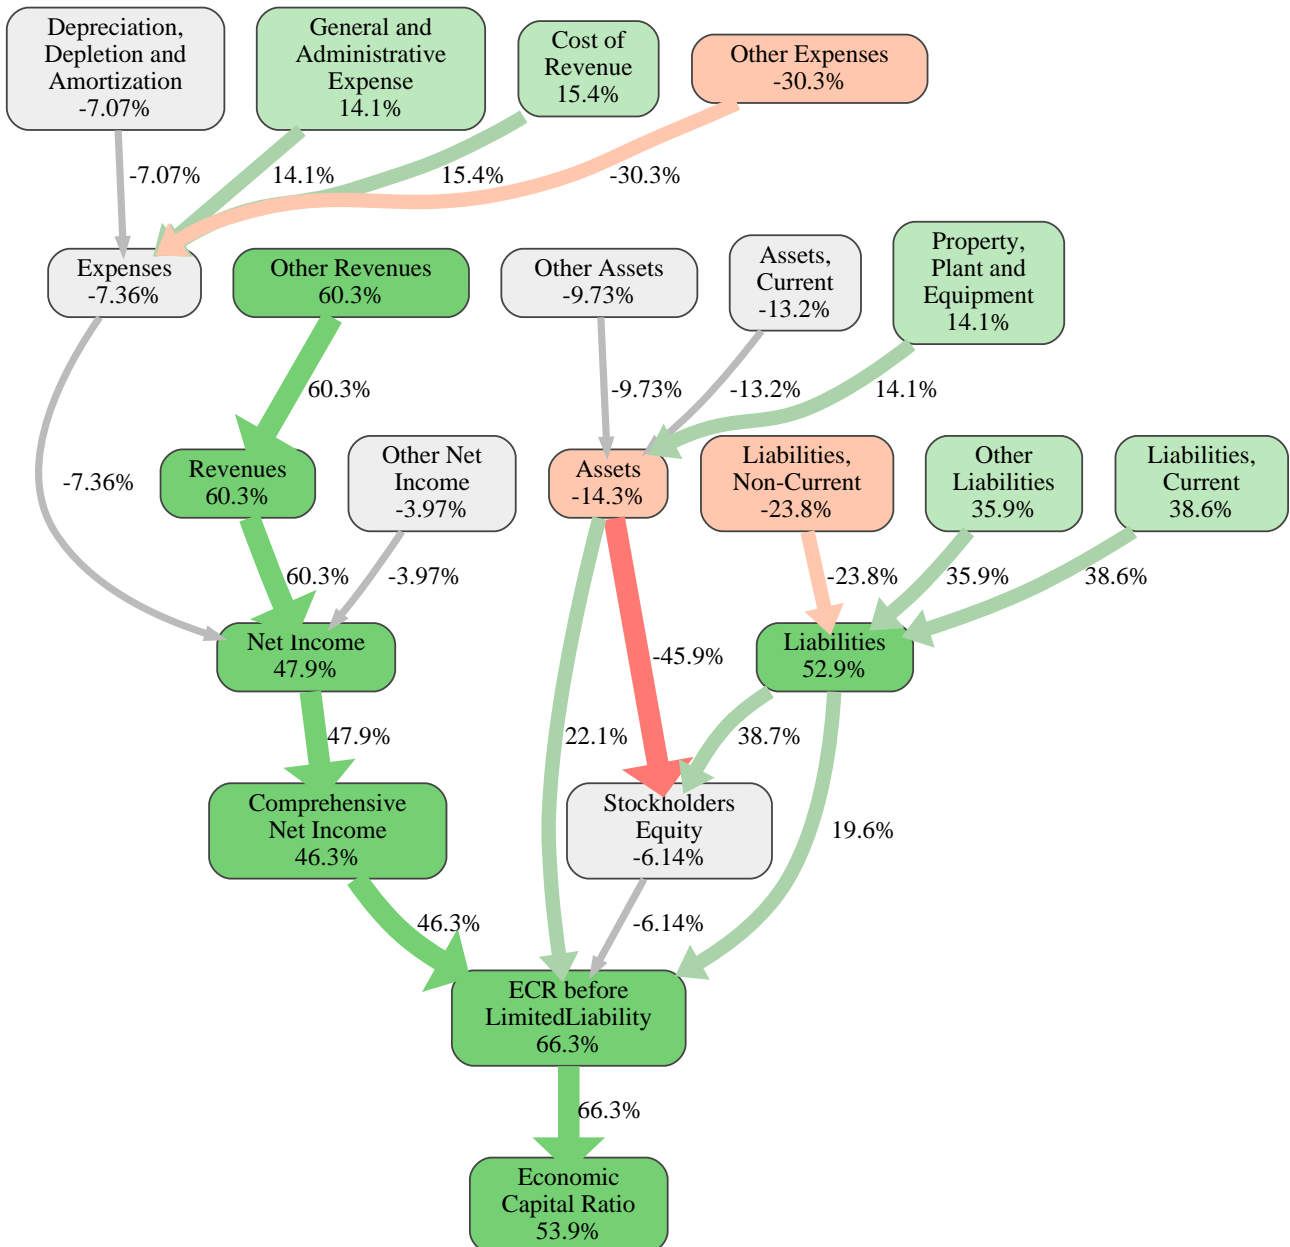 Depreciation,
Depletion and
Amortization
-7.07%
General and
Administrative
Expense
14.1%
Cost of
Revenue
15.4%
Other Expenses
-30.3%
-7.07%
14.1%
15.4%
-30.3%
Expenses
-7.36%
Other Revenues
60.3%
Other Assets
-9.73%
Assets,
Current
-13.2%
Property,
Plant and
Equipment
14.1%
60.3%
-9.73%
-13.2%
14.1%
-7.36%
Revenues
60.3%
Other Net
Income
-3.97%
Assets
-14.3%
Liabilities,
Non-Current
-23.8%
Other
Liabilities
35.9%
Liabilities,
Current
38.6%
60.3%
-3.97%
-23.8%
35.9%
38.6%
Net Income
47.9%
-45.9%
Liabilities
52.9%
47.9%
22.1%
38.7%
Comprehensive
Net Income
46.3%
Stockholders
Equity
-6.14%
19.6%
46.3%
-6.14%
ECR before
LimitedLiability
66.3%
66.3%
Economic
Capital Ratio
53.9%